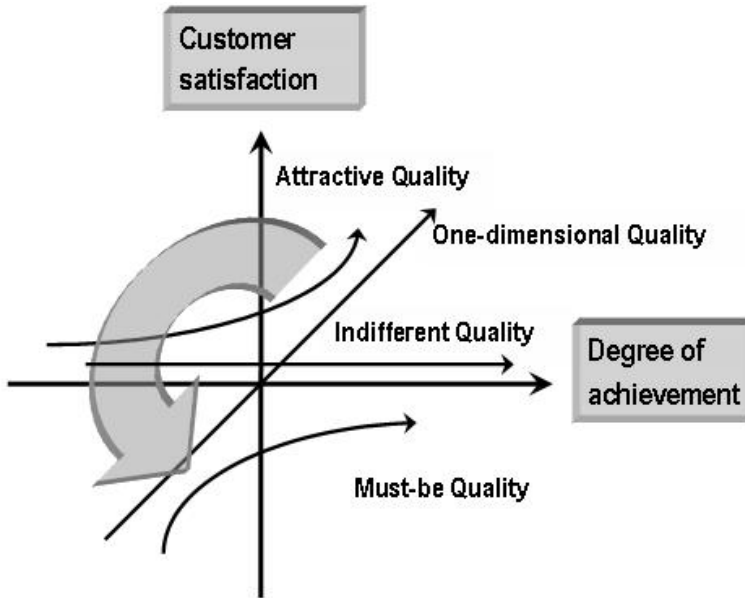 Customer
satisfaction
Attractive Quality
One-dimensional Quality
Indifferent Quality
Degree of
achievement
Must-be Quality